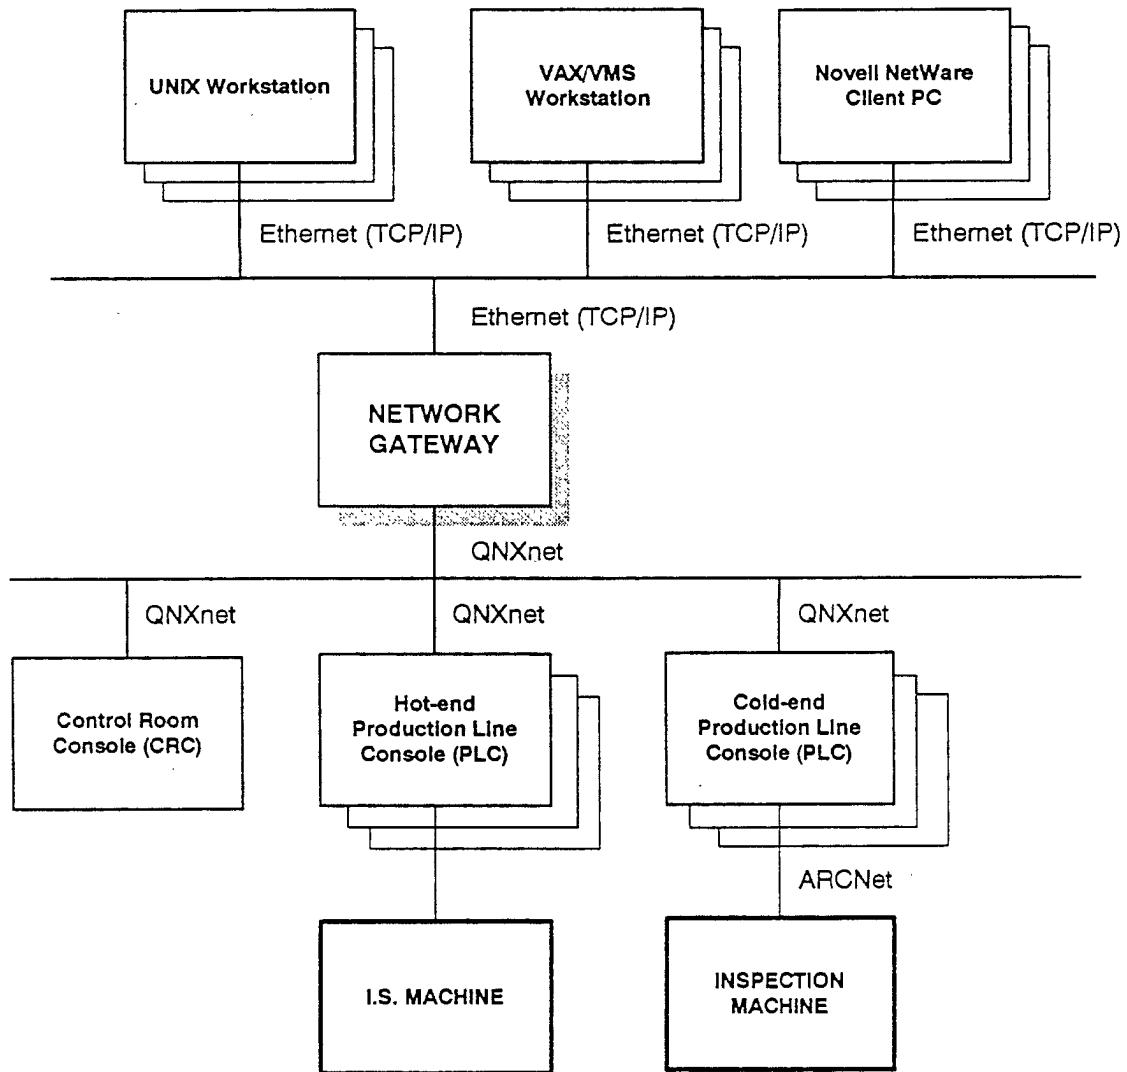 UNIX Workstation
VAX/VMS
Workstation
Novell NetWare
Client PC
Ethernet (TCP/IP)
Ethernet (TCP/IP)
Ethernet (TCP/IP)
Ethernet (TCP/IP)
NETWORK
GATEWAY
QNXnet
QNXnet
QNXnet
QNXnet
Control Room
Console (CRC)
Hot-end
Production Line
Console (PLC)
Cold-end
Production Line
Console (PLC)
ARCNet
I.S. MACHINE
INSPECTION
MACHINE